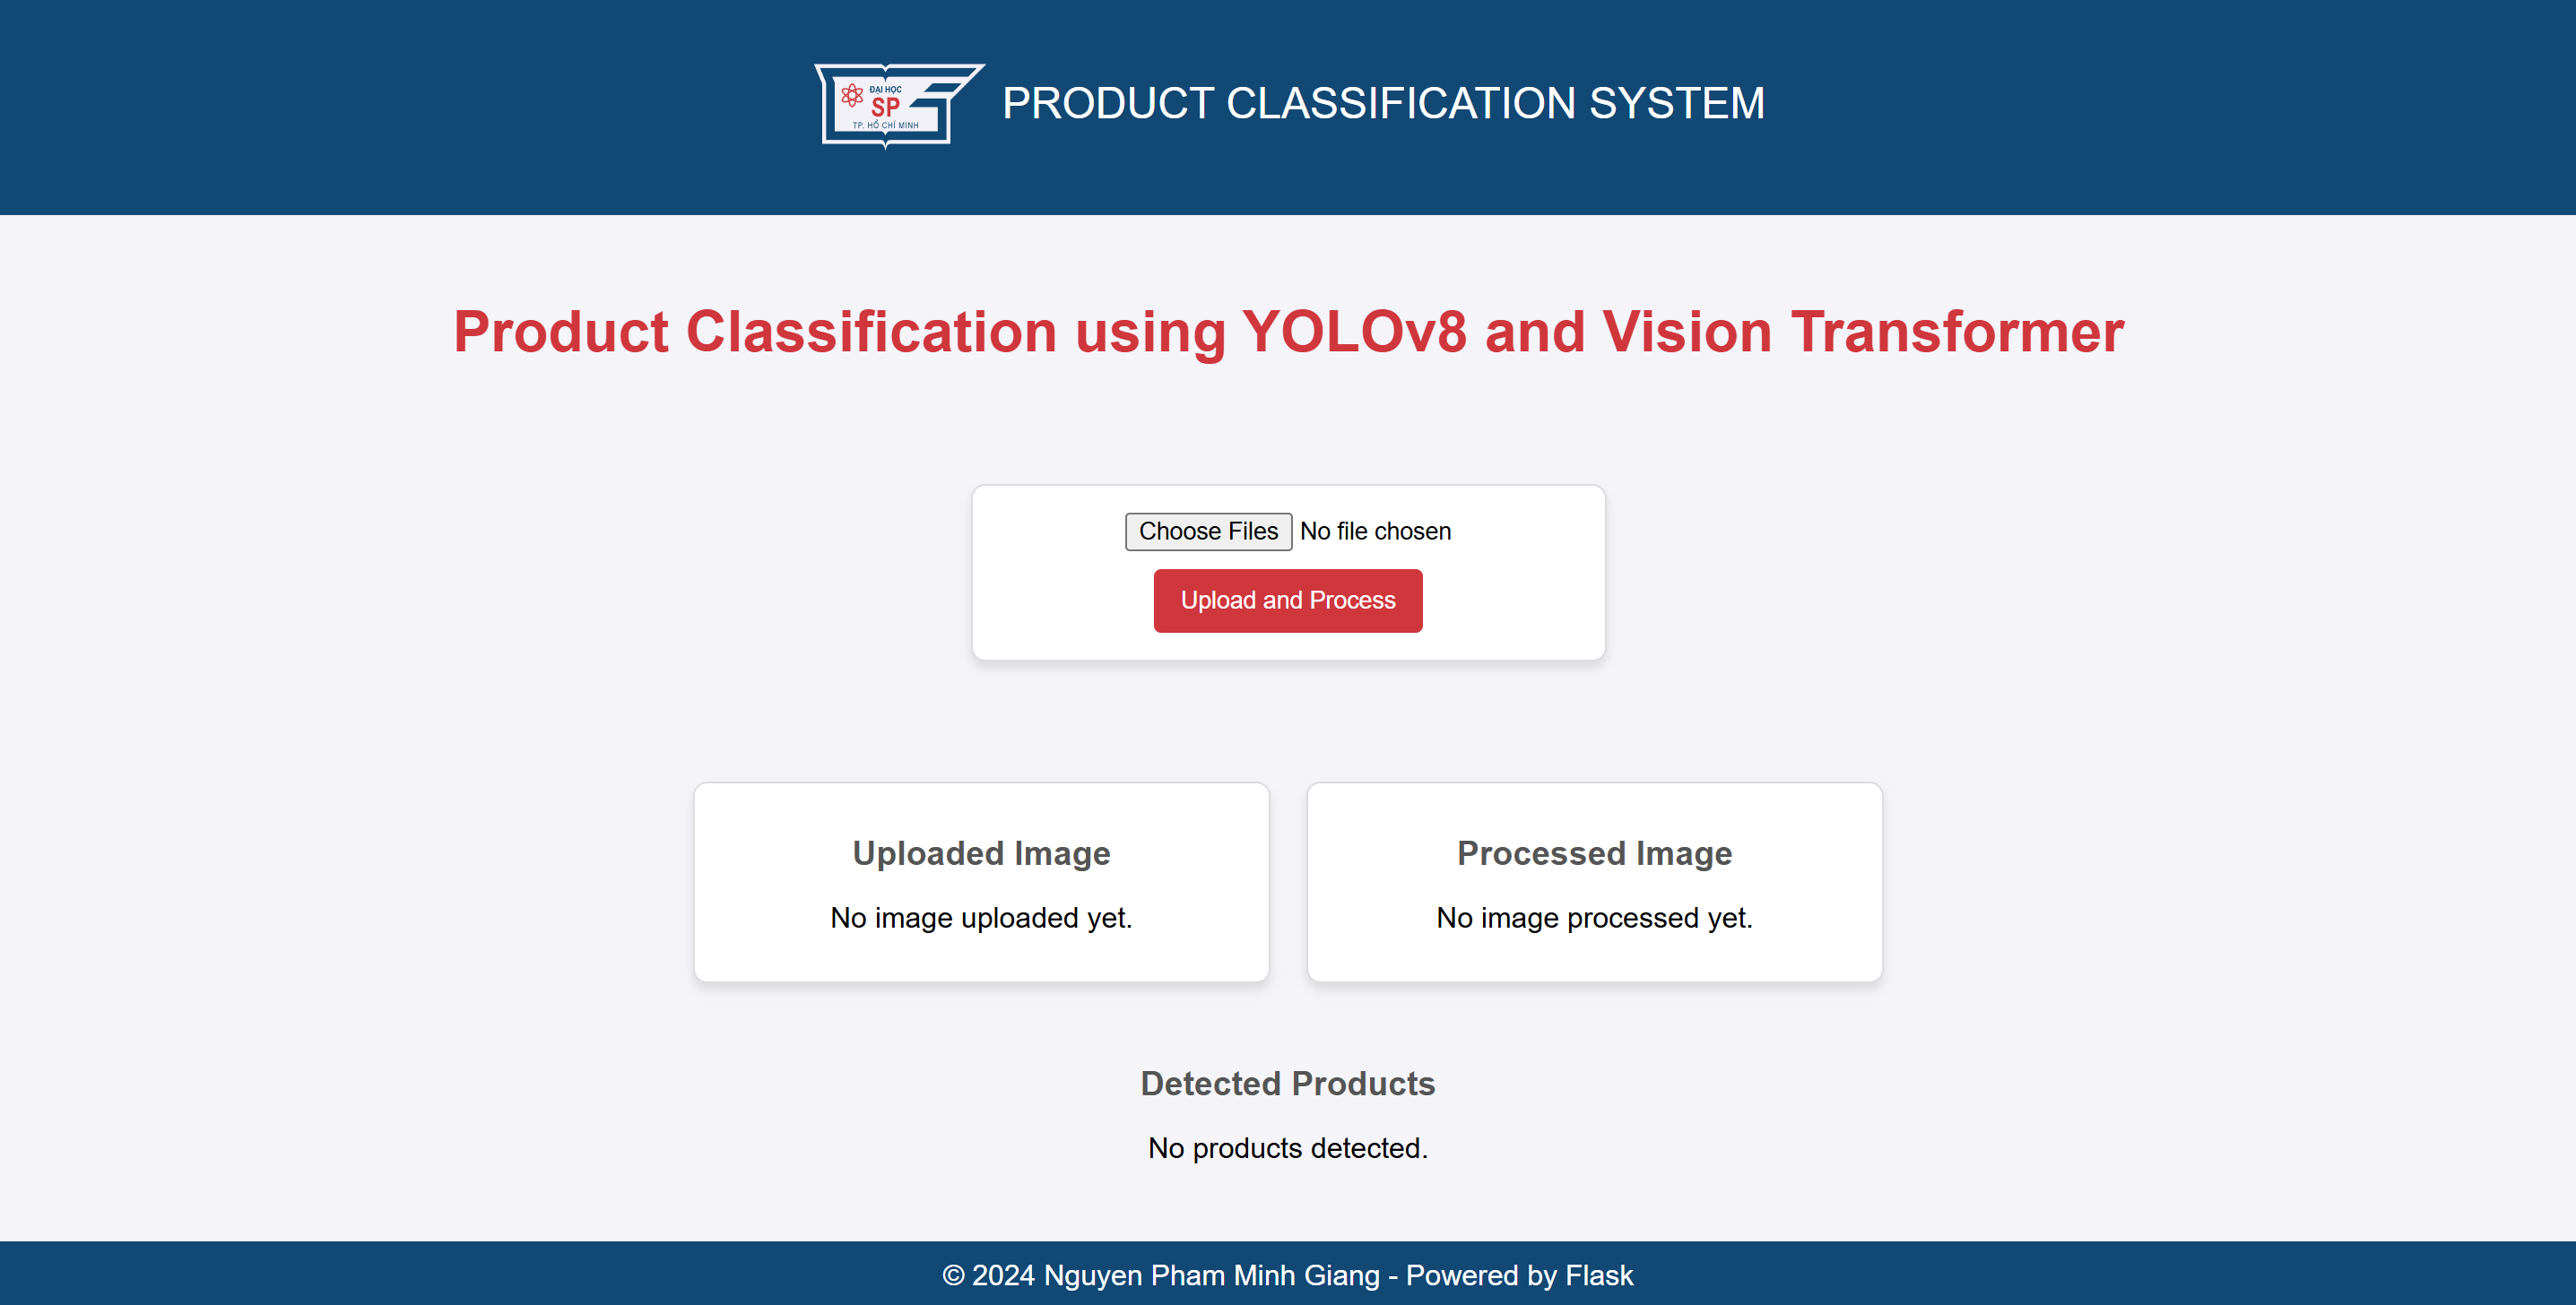 ĐẠI HỌC
SP
TP. HỒ CHÍ MINH
PRODUCT CLASSIFICATION SYSTEM
Product Classification using YOLOv8 and Vision Transformer
Choose Files No file chosen
Upload and Process
Uploaded Image
No image uploaded yet.
Processed Image
No image processed yet.
Detected Products
No products detected.
© 2024 Nguyen Pham Minh Giang - Powered by Flask